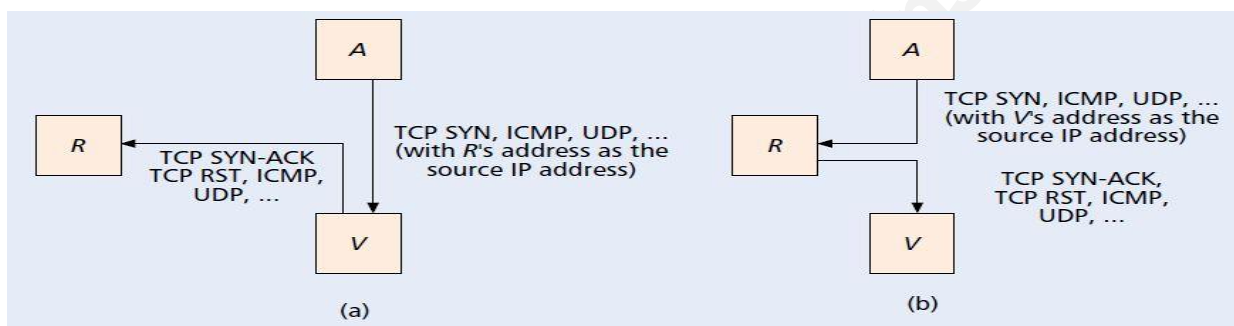 A
R
TCP SYN, ICMP, UDP, ...
(with R's address as the
source IP address)
TCP SYN-ACK
TCP RST, ICMP,
UDP, ...
V
(a)
A
TCP SYN, ICMP, UDP, ...
(with V's address as the
source IP address)
R
TCP SYN-ACK,
TCP RST, ICMP,
UDP, ...
V
(b)